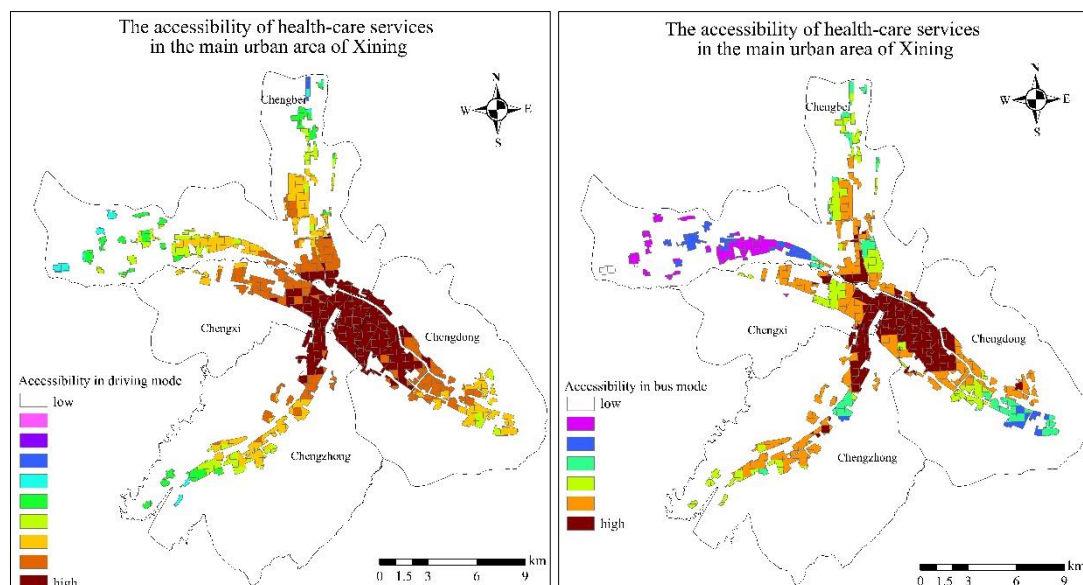 The accessibility of health-care services
in the main urban area of Xining
N
W E
S
Chengbei
Chengxi
Chengdong
Chengzhong
Accessibility in driving mode
low
high
km
0 1.5 3 6 9
The accessibility of health-care services
in the main urban area of Xining
N
W E
S
Chengbei
Chengxi
Chengdong
Chengzhong
Accessibility in bus mode
low
high
km
0 1.5 3 6 9